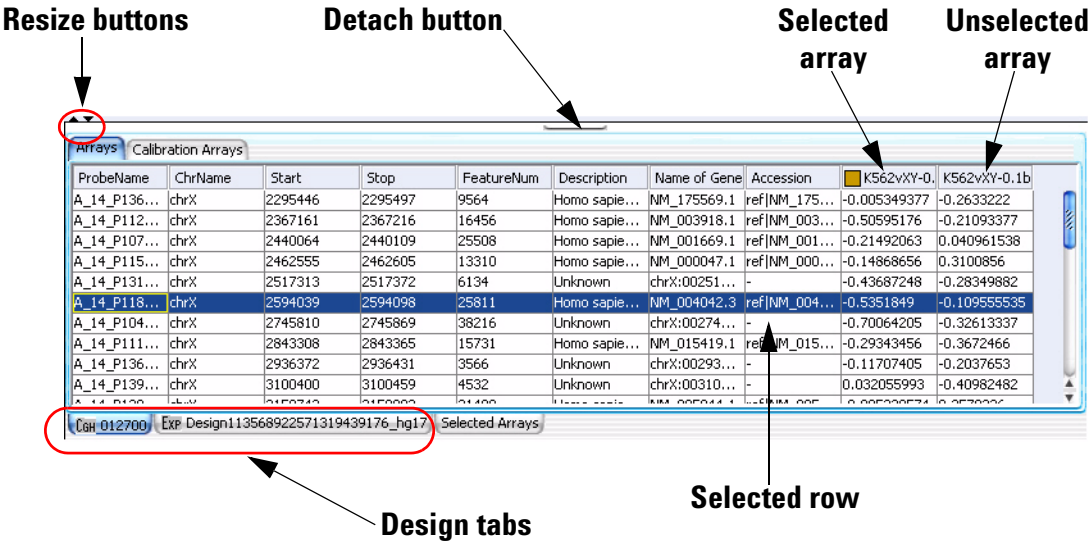 Resize buttons Detach button Selected array Unselected array
Arrays Calibration Arrays
ProbeName ChrName Start Stop FeatureNum Description Name of Gene Accession K562vXY-0. K562vXY-0.1b
A_14_P136... chrX 2295446 2295497 9564 Homo sapie... NM_175569.1 ref|NM_175... -0.005349377 -0.2633222
A_14_P112... chrX 2367161 2367216 16456 Homo sapie... NM_003918.1 ref|NM_003... -0.50595176 -0.21093377
A_14_P107... chrX 2440064 2440109 25508 Homo sapie... NM_001669.1 ref|NM_001... -0.21492063 0.040961538
A_14_P115... chrX 2462555 2462605 13310 Homo sapie... NM_000047.1 ref|NM_000... -0.14868656 0.3100856
A_14_P131... chrX 2517313 2517372 6134 Unknown chrX:00251... - -0.43687248 -0.28349882
A_14_P118... chrX 2594039 2594098 25811 Homo sapie... NM_004042.3 ref|NM_004... -0.5351849 -0.109555535
A_14_P104... chrX 2745810 2745869 38216 Unknown chrX:00274... - -0.70064205 -0.32613337
A_14_P111... chrX 2843308 2843365 15731 Homo sapie... NM_015419.1 ref|NM_015... -0.29343456 -0.3672466
A_14_P136... chrX 2936372 2936431 3566 Unknown chrX:00293... - -0.11707405 -0.2037653
A_14_P139... chrX 3100400 3100459 4532 Unknown chrX:00310... - 0.032055993 -0.40982482
CGH 012700 EXP Design113568922571319439176_hg17 Selected Arrays
Selected row
Design tabs